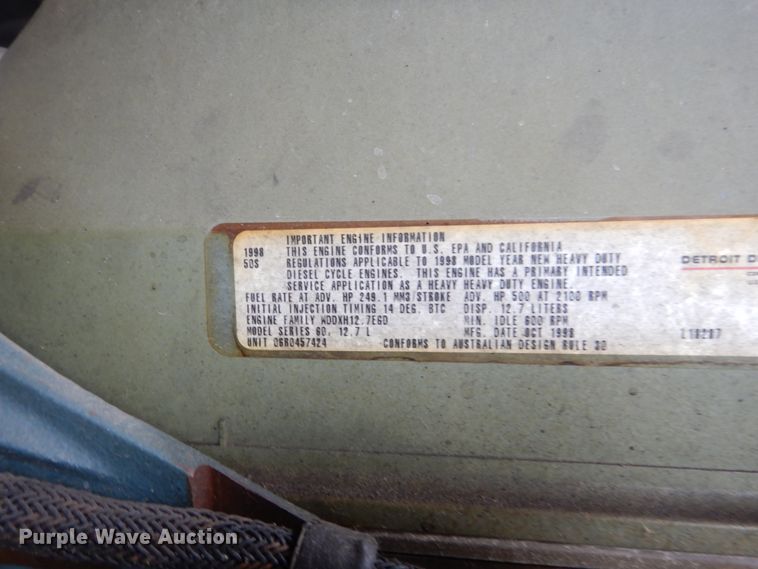 IMPORTANT ENGINE INFORMATION
1998 THIS ENGINE CONFORMS TO U.S. EPA AND CALIFORNIA
50S REGULATIONS APPLICABLE TO 1998 MODEL YEAR NEW HEAVY DUTY
DIESEL CYCLE ENGINES. THIS ENGINE HAS A PRIMARY INTENDED
SERVICE APPLICATION AS A HEAVY HEAVY DUTY ENGINE.
FUEL RATE AT ADV. HP 249.1 MM3/STROKE ADV. HP 500 AT 2100 RPM
INITIAL INJECTION TIMING 14 DEG. BTC DISP. 12.7 LITERS
ENGINE FAMILY WDDXH12.7EGD MIN. IDLE 600 RPM
MODEL SERIES 60. 12.7 L MFG. DATE OCT 1998
UNIT 06R0457424 CONFORMS TO AUSTRALIAN DESIGN RULE 30
DETROIT D
Purple Wave Auction